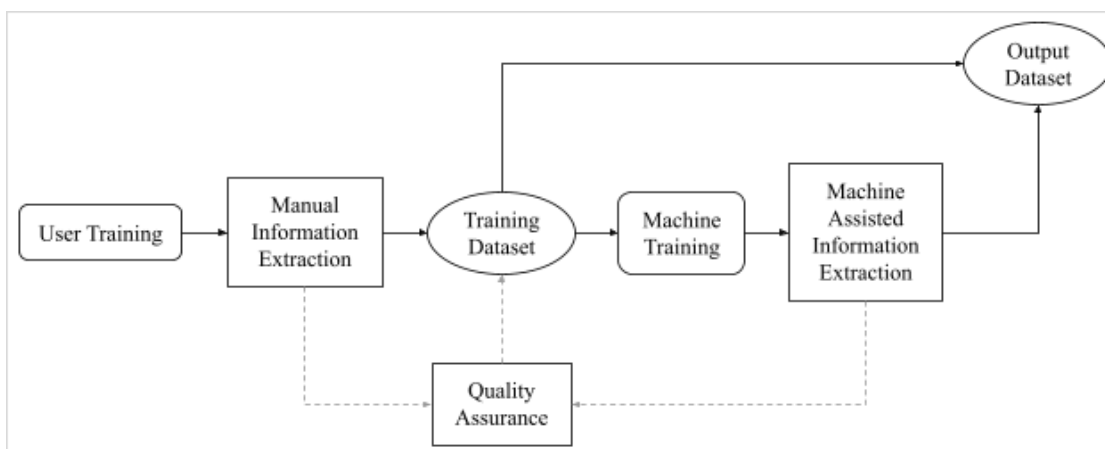 Output
Dataset
User Training
Manual
Information
Extraction
Training
Dataset
Machine
Training
Machine
Assisted
Information
Extraction
Quality
Assurance